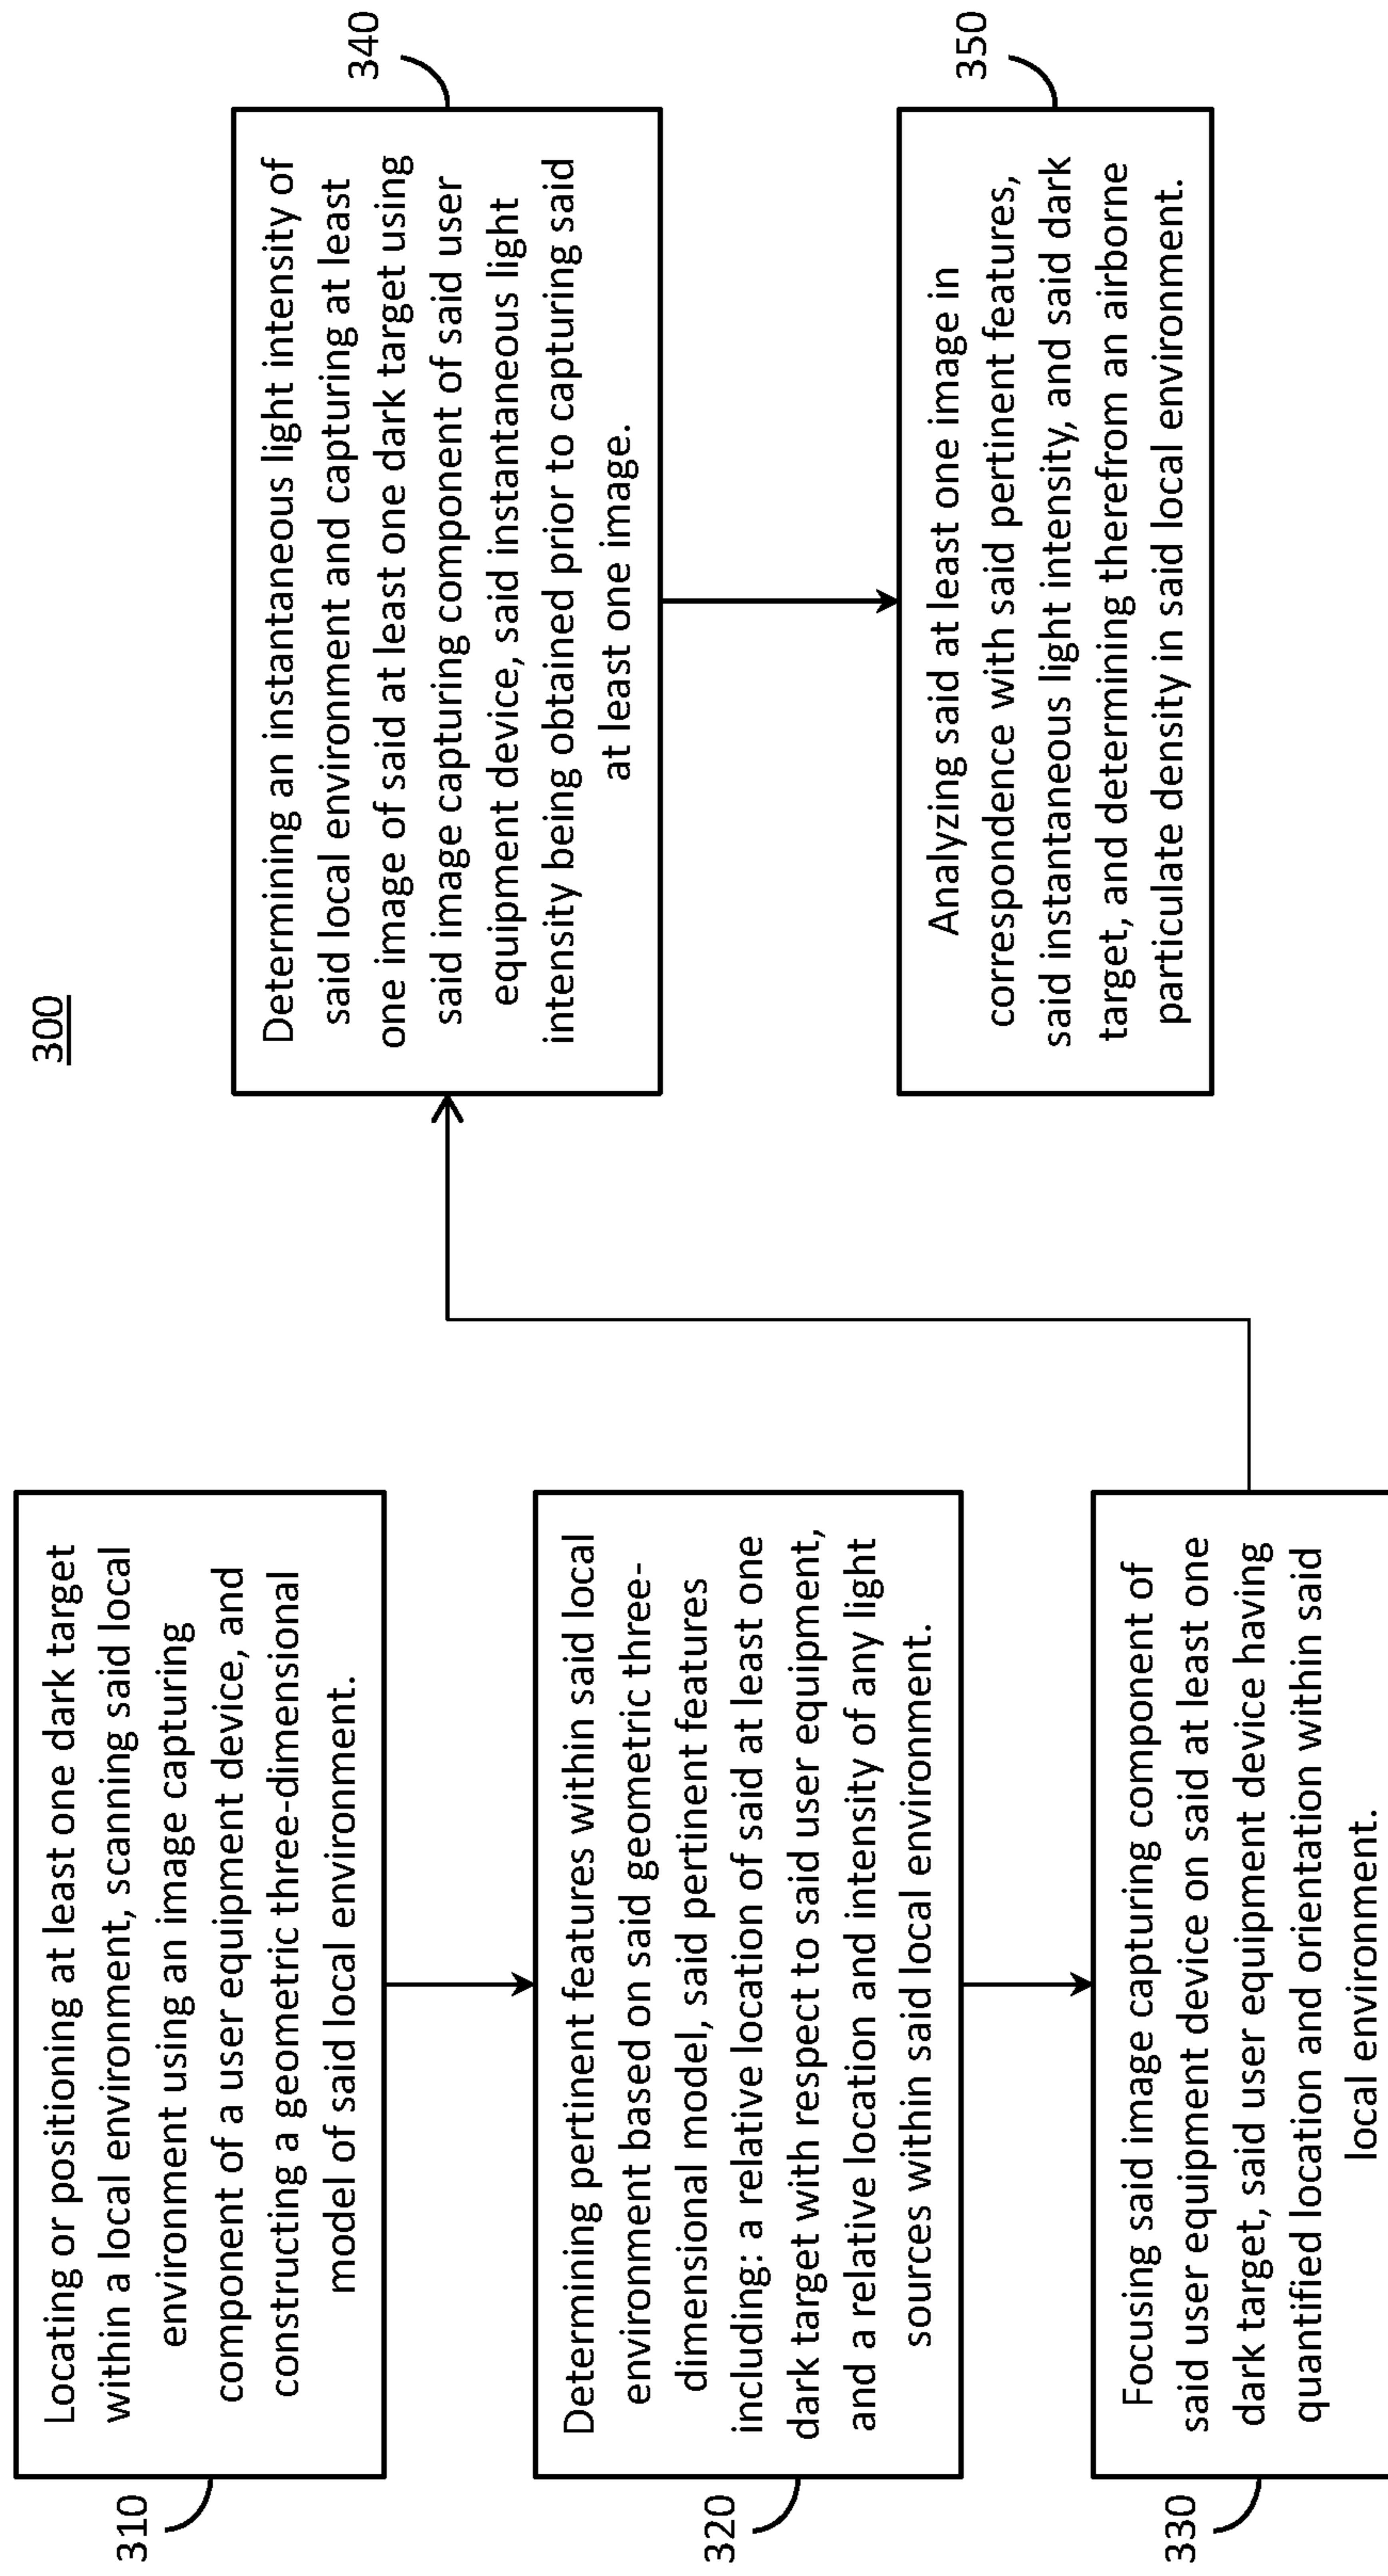 300
310
Locating or positioning at least one dark target
within a local environment, scanning said local
environment using an image capturing
component of a user equipment device, and
constructing a geometric three-dimensional
model of said local environment.
320
Determining pertinent features within said local
environment based on said geometric three-
dimensional model, said pertinent features
including: a relative location of said at least one
dark target with respect to said user equipment,
and a relative location and intensity of any light
sources within said local environment.
330
Focusing said image capturing component of
said user equipment device on said at least one
dark target, said user equipment device having
quantified location and orientation within said
local environment.
340
Determining an instantaneous light intensity of
said local environment and capturing at least
one image of said at least one dark target using
said image capturing component of said user
equipment device, said instantaneous light
intensity being obtained prior to capturing said
at least one image.
350
Analyzing said at least one image in
correspondence with said pertinent features,
said instantaneous light intensity, and said dark
target, and determining therefrom an airborne
particulate density in said local environment.